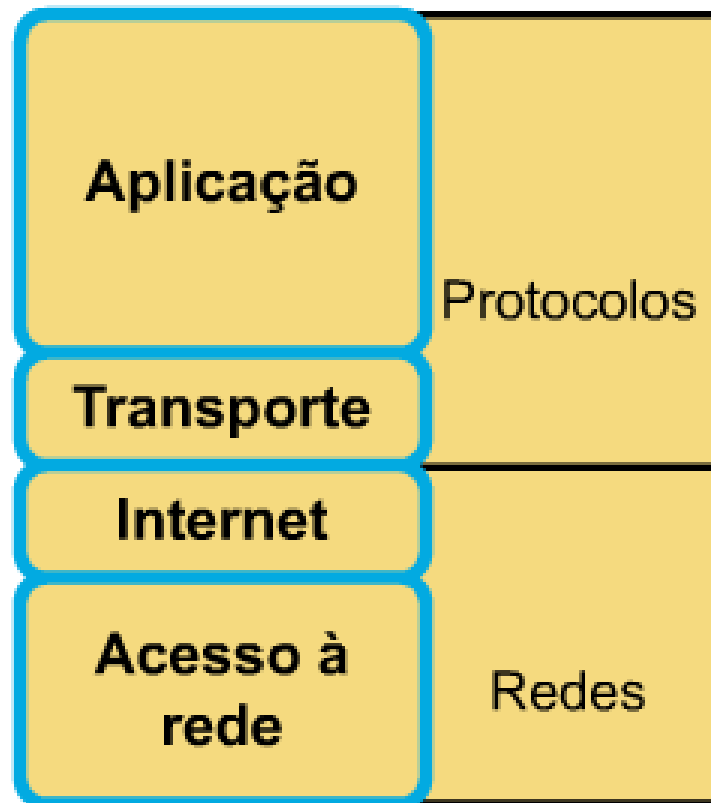 Aplicação
Protocolos
Transporte
Internet
Acesso à
rede
Redes